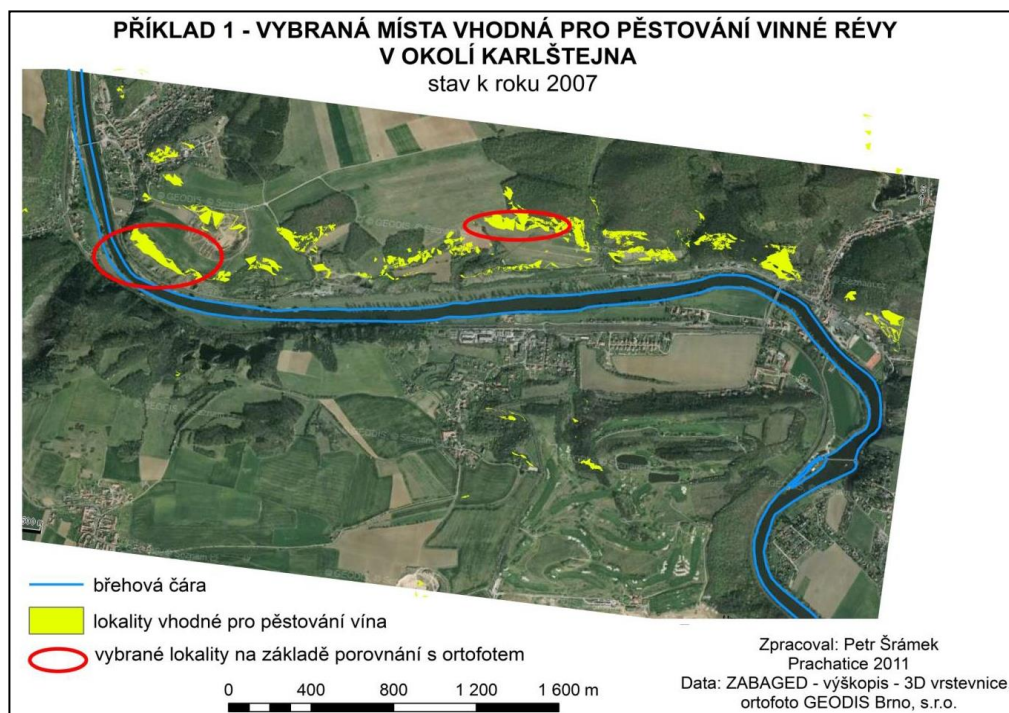 PŘÍKLAD 1 - VYBRANÁ MÍSTA VHODNÁ PRO PĚSTOVÁNÍ VINNÉ RÉVY
V OKOLÍ KARLŠTEJNA
stav k roku 2007
břehová čára
lokality vhodné pro pěstování vína
vybrané lokality na základě porovnání s ortofotem
0 400 800 1 200 1 600 m
Zpracoval: Petr Šrámek
Prachatice 2011
Data: ZABAGED - výškopis - 3D vrstevnice,
ortofoto GEODIS Brno, s.r.o.